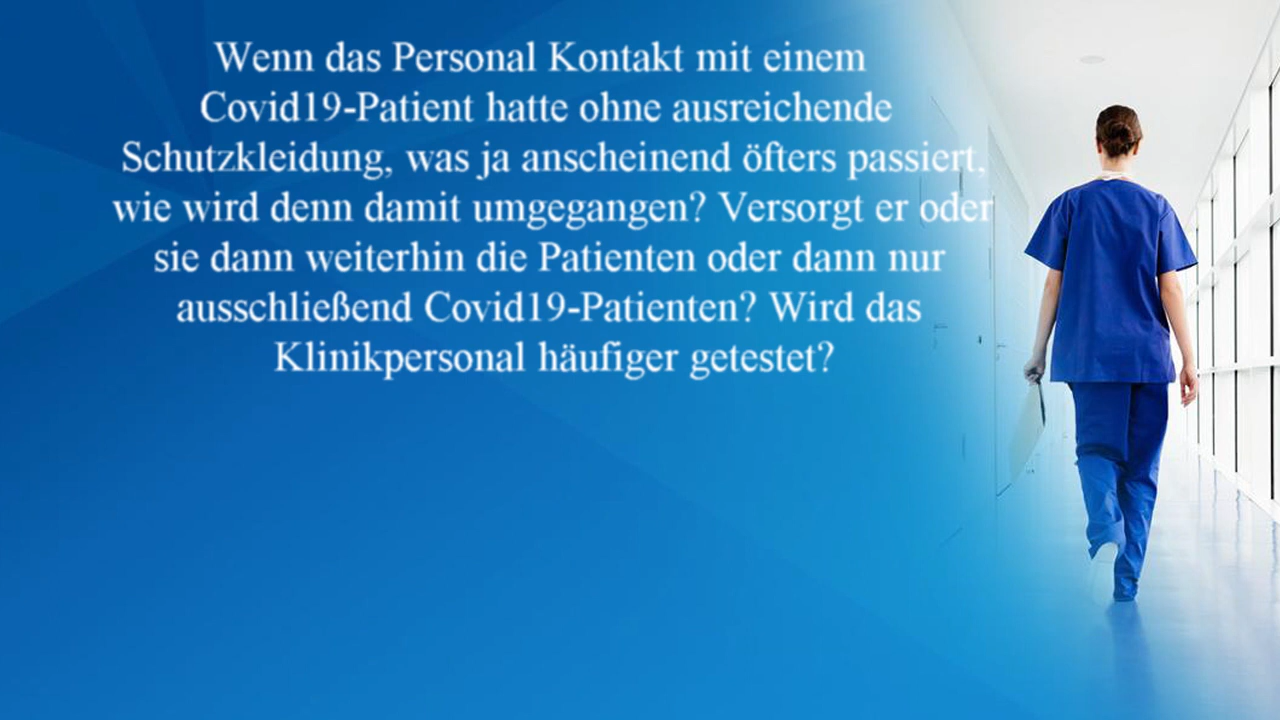 Wenn das Personal Kontakt mit einem
Covid19-Patient hatte ohne ausreichende
Schutzkleidung, was ja anscheinend öfters passiert,
wie wird denn damit umgegangen? Versorgt er oder
sie dann weiterhin die Patienten oder dann nur
ausschließend Covid19-Patienten? Wird das
Klinikpersonal häufiger getestet?